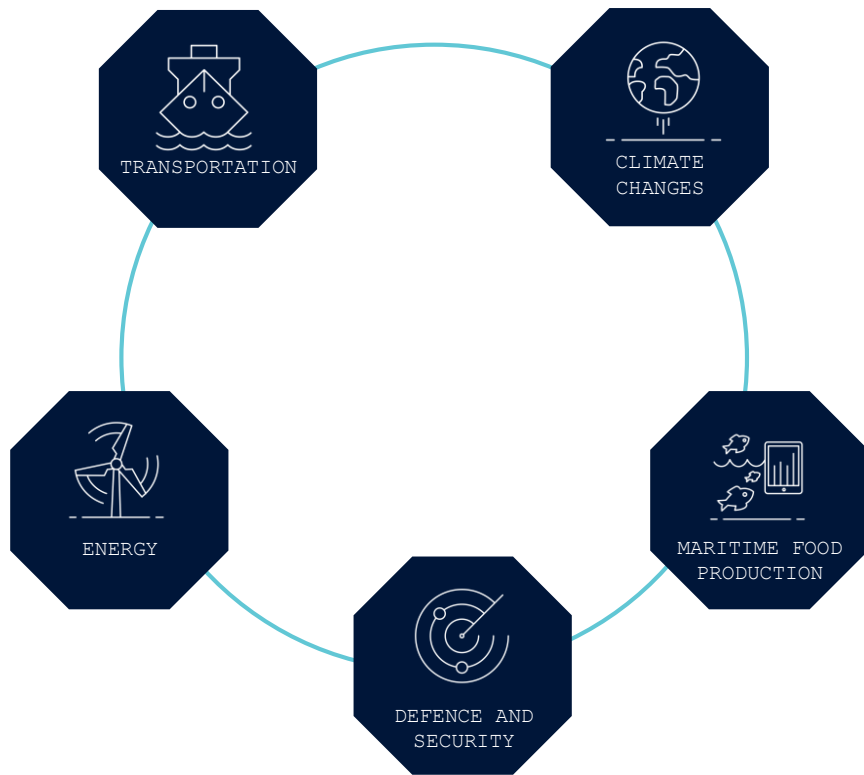 TRANSPORTATION
CLIMATE
CHANGES
ENERGY
MARITIME FOOD
PRODUCTION
DEFENCE AND
SECURITY